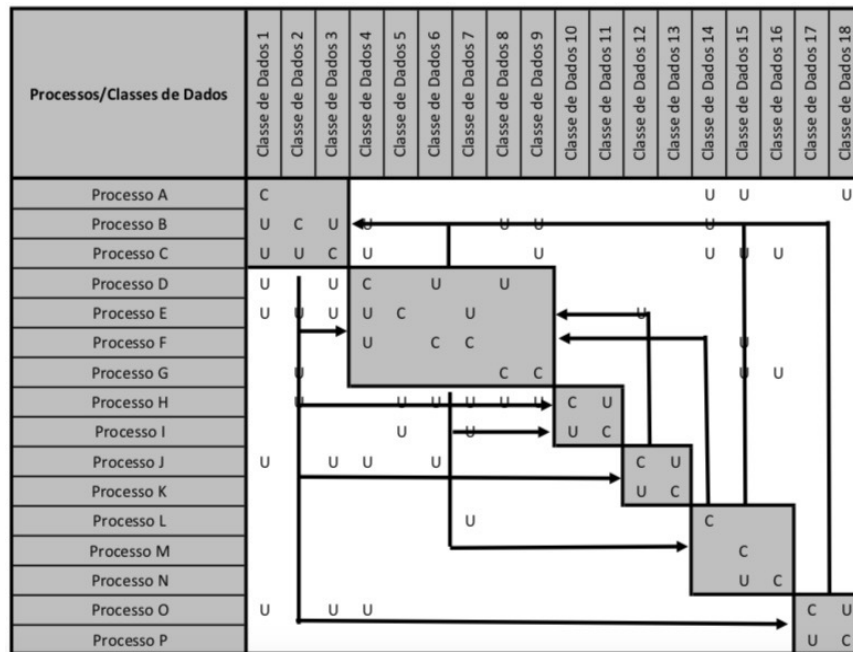 Processos/Classes de Dados
Classe de Dados 1
Classe de Dados 2
Classe de Dados 3
Classe de Dados 4
Classe de Dados 5
Classe de Dados 6
Classe de Dados 7
Classe de Dados 8
Classe de Dados 9
Classe de Dados 10
Classe de Dados 11
Classe de Dados 12
Classe de Dados 13
Classe de Dados 14
Classe de Dados 15
Classe de Dados 16
Classe de Dados 17
Classe de Dados 18
Processo A C U U U
Processo B U C U U U U U
Processo C U U C U U U U U
Processo D U U C U U
Processo E U U U U C U U
Processo F U C C U
Processo G U C C U U
Processo H U U U U U U C U
Processo I U U U C
Processo J U U U U C U
Processo K U C
Processo L U C
Processo M C
Processo N U C
Processo O U U U C U
Processo P U C